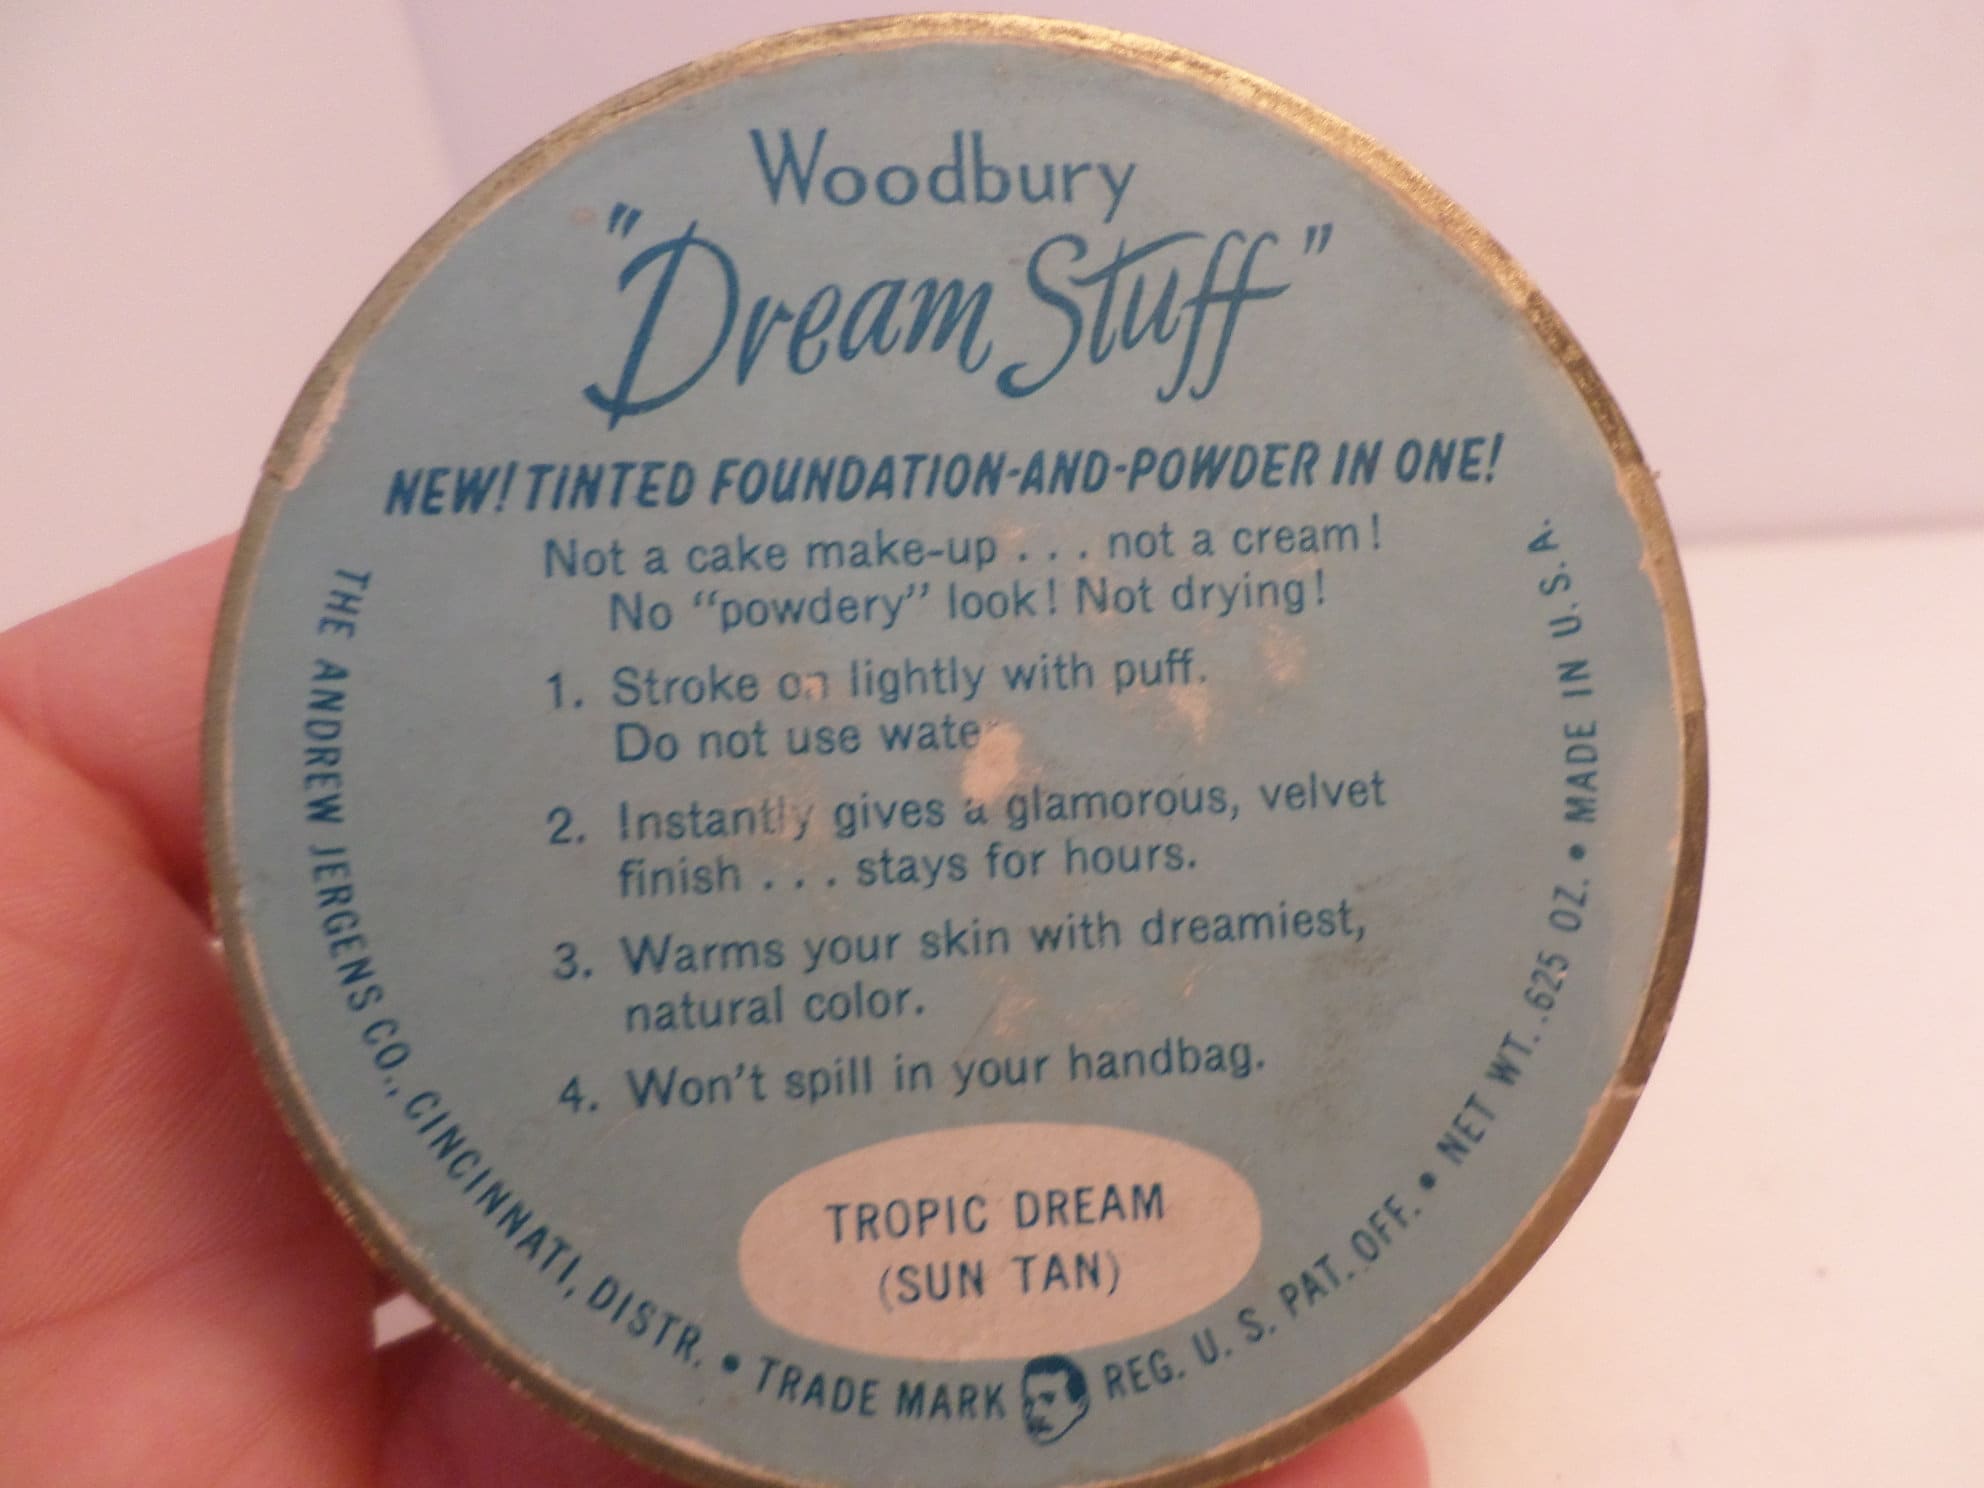 Woodbury
"Dream Stuff"
NEW! TINTED FOUNDATION-AND-POWDER IN ONE!
Not a cake make-up . . . not a cream!
No "powdery" look! Not drying!
1. Stroke on lightly with puff.
Do not use wate
2. Instantly gives a glamorous, velvet
finish . . . stays for hours.
3. Warms your skin with dreamiest,
natural color.
4. Won't spill in your handbag.
TROPIC DREAM
(SUN TAN)
THE ANDREW JERGENS CO., CINCINNATI, DISTR. • TRADE MARK REG. U. S. PAT. OFF. • NET WT. .625 OZ. • MADE IN U. S. A.